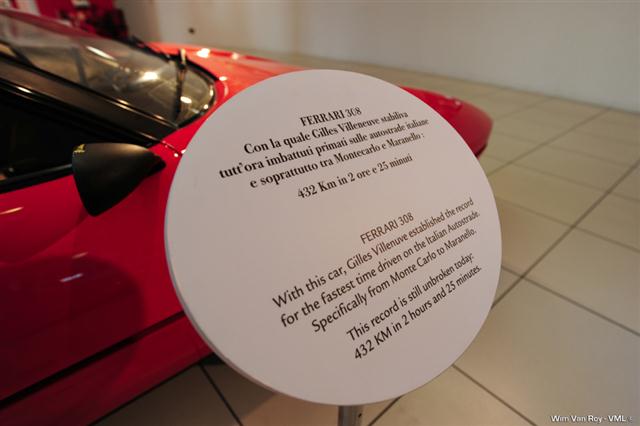 FERRARI 308
Con la quale Gilles Villeneuve stabiliva
tutt'ora imbattuti primati sulle autostrade italiane
e soprattutto tra Montecarlo e Maranello :
432 Km in 2 ore e 25 minuti
FERRARI 308
With this car, Gilles Villenuve established the record
for the fastest time driven on the Italian Autostrade.
Specifically from Monte Carlo to Maranello.
This record is still unbroken today:
432 KM in 2 hours and 25 minutes.
Wim Van Roy - VML ©